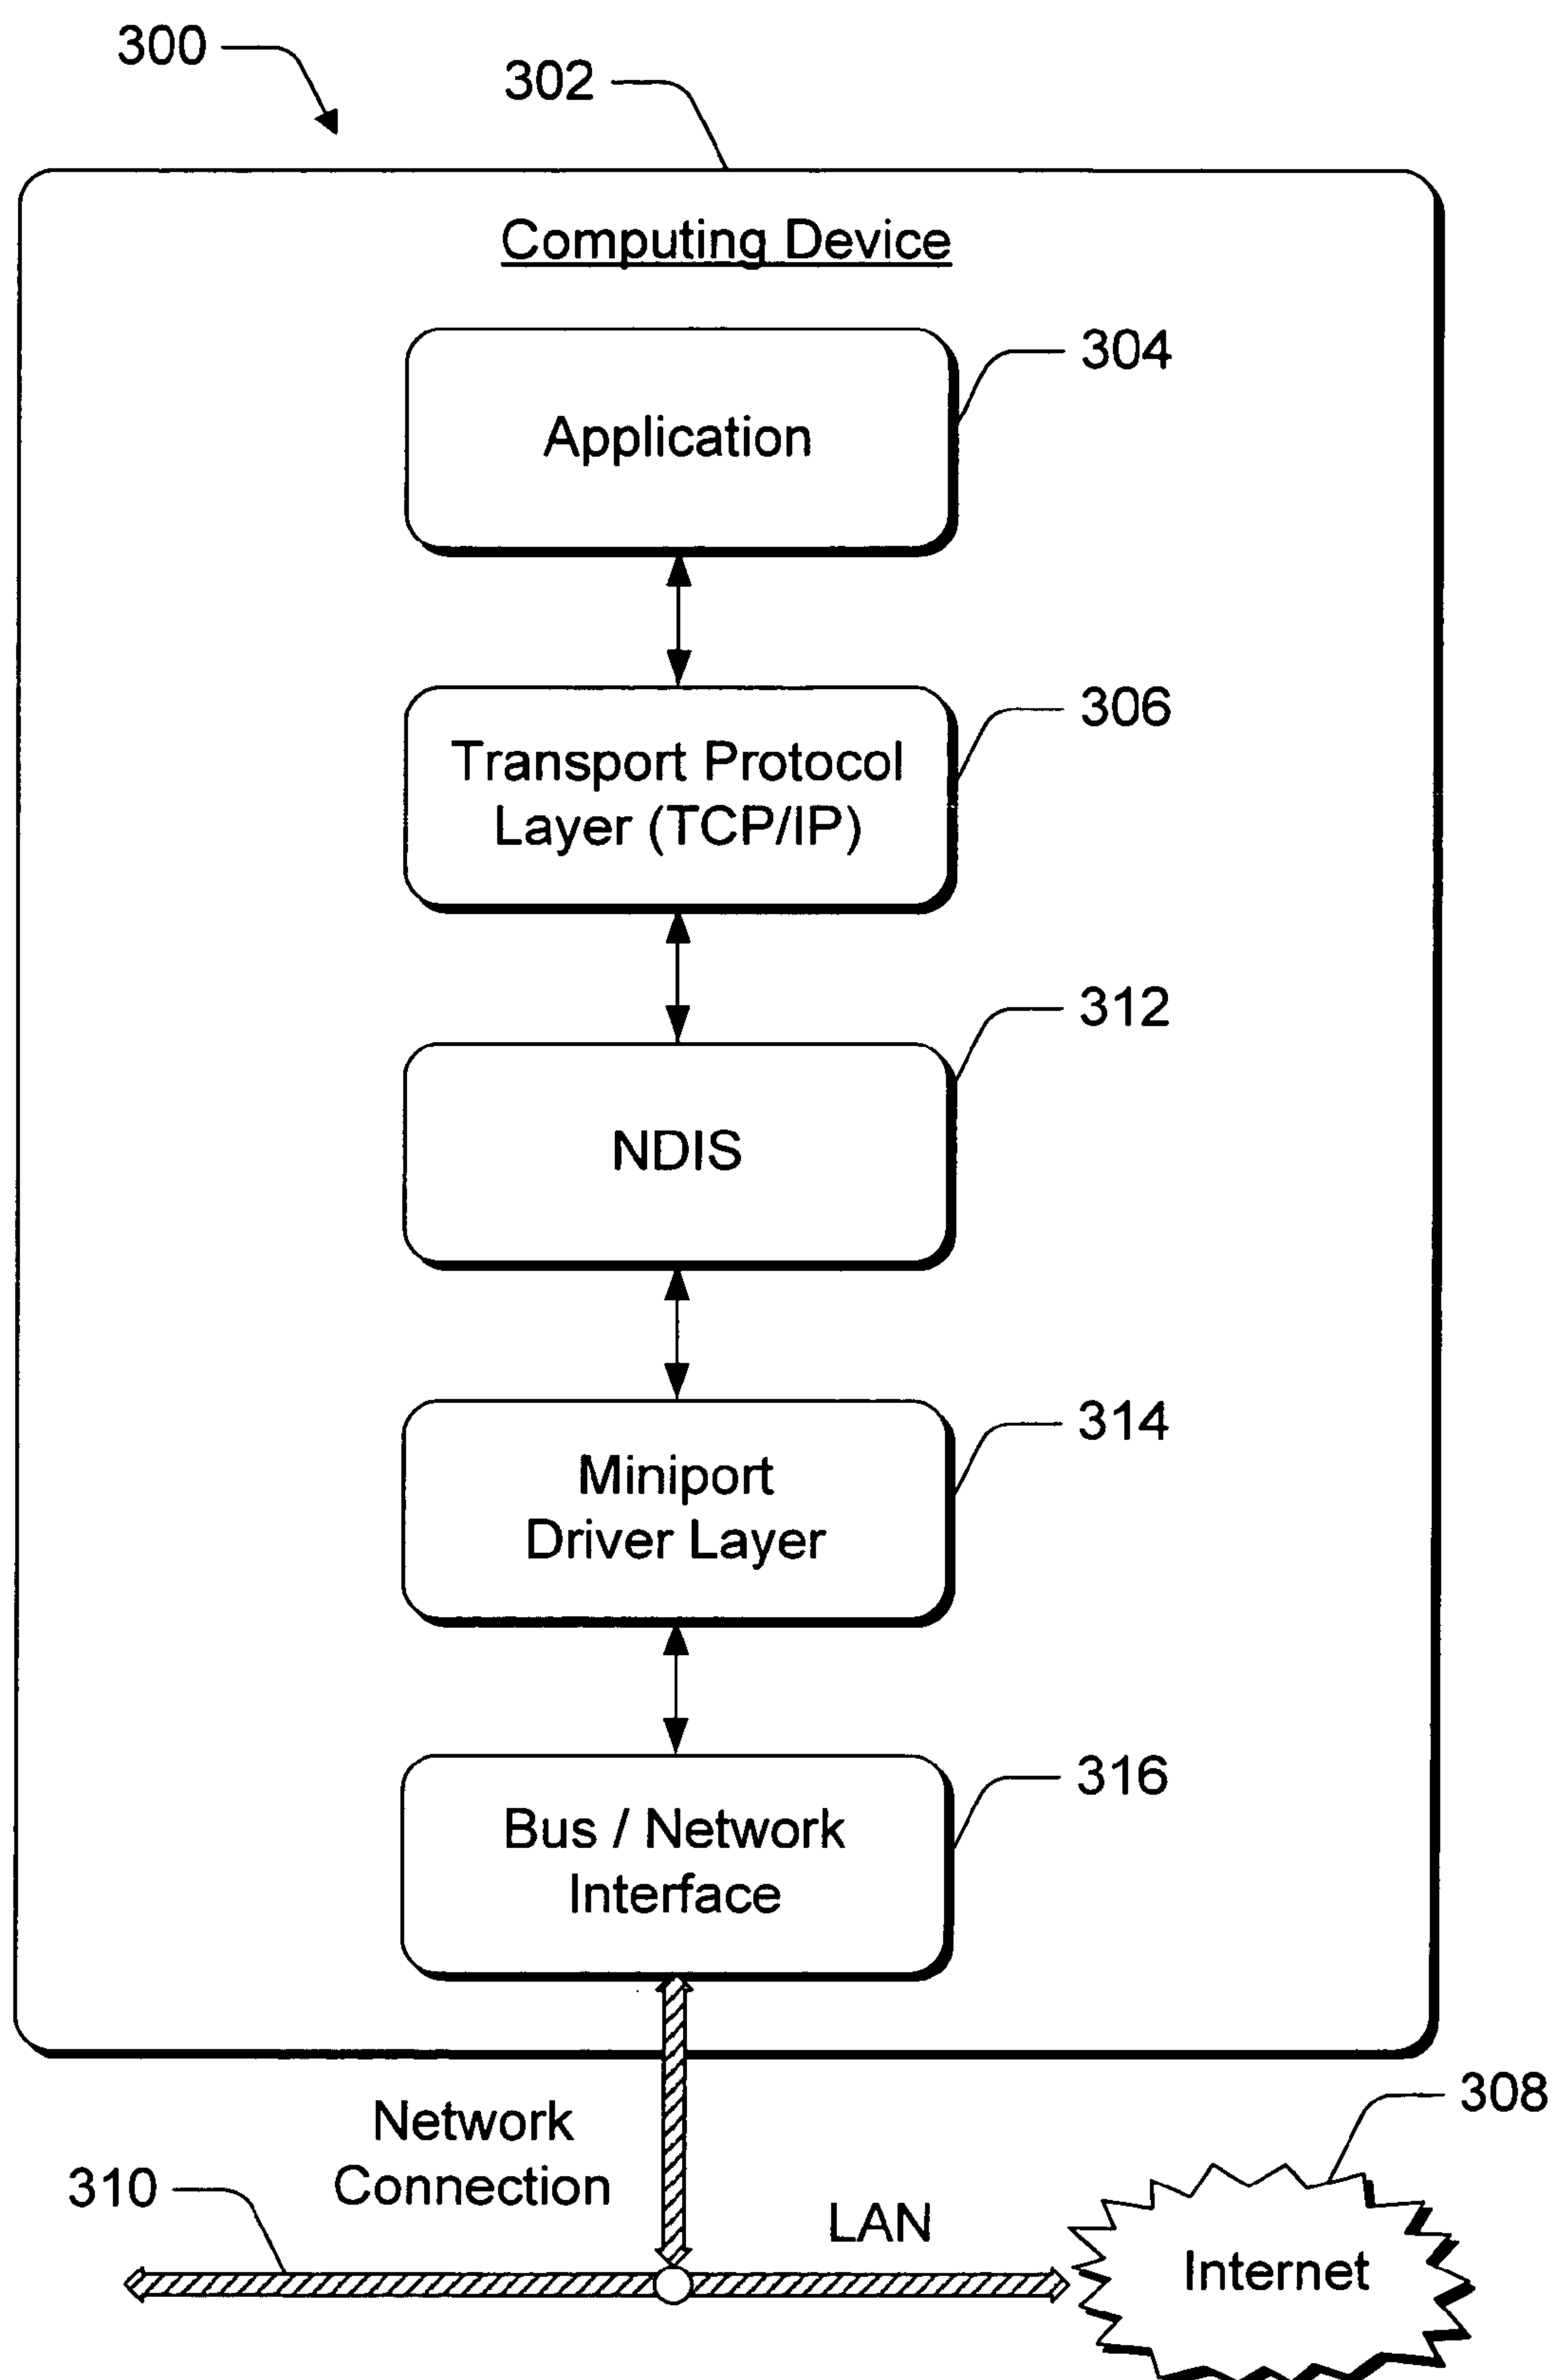 300
302
Computing Device
304
Application
306
Transport Protocol
Layer (TCP/IP)
312
NDIS
314
Miniport
Driver Layer
316
Bus / Network
Interface
308
Network
Connection
310
LAN
Internet